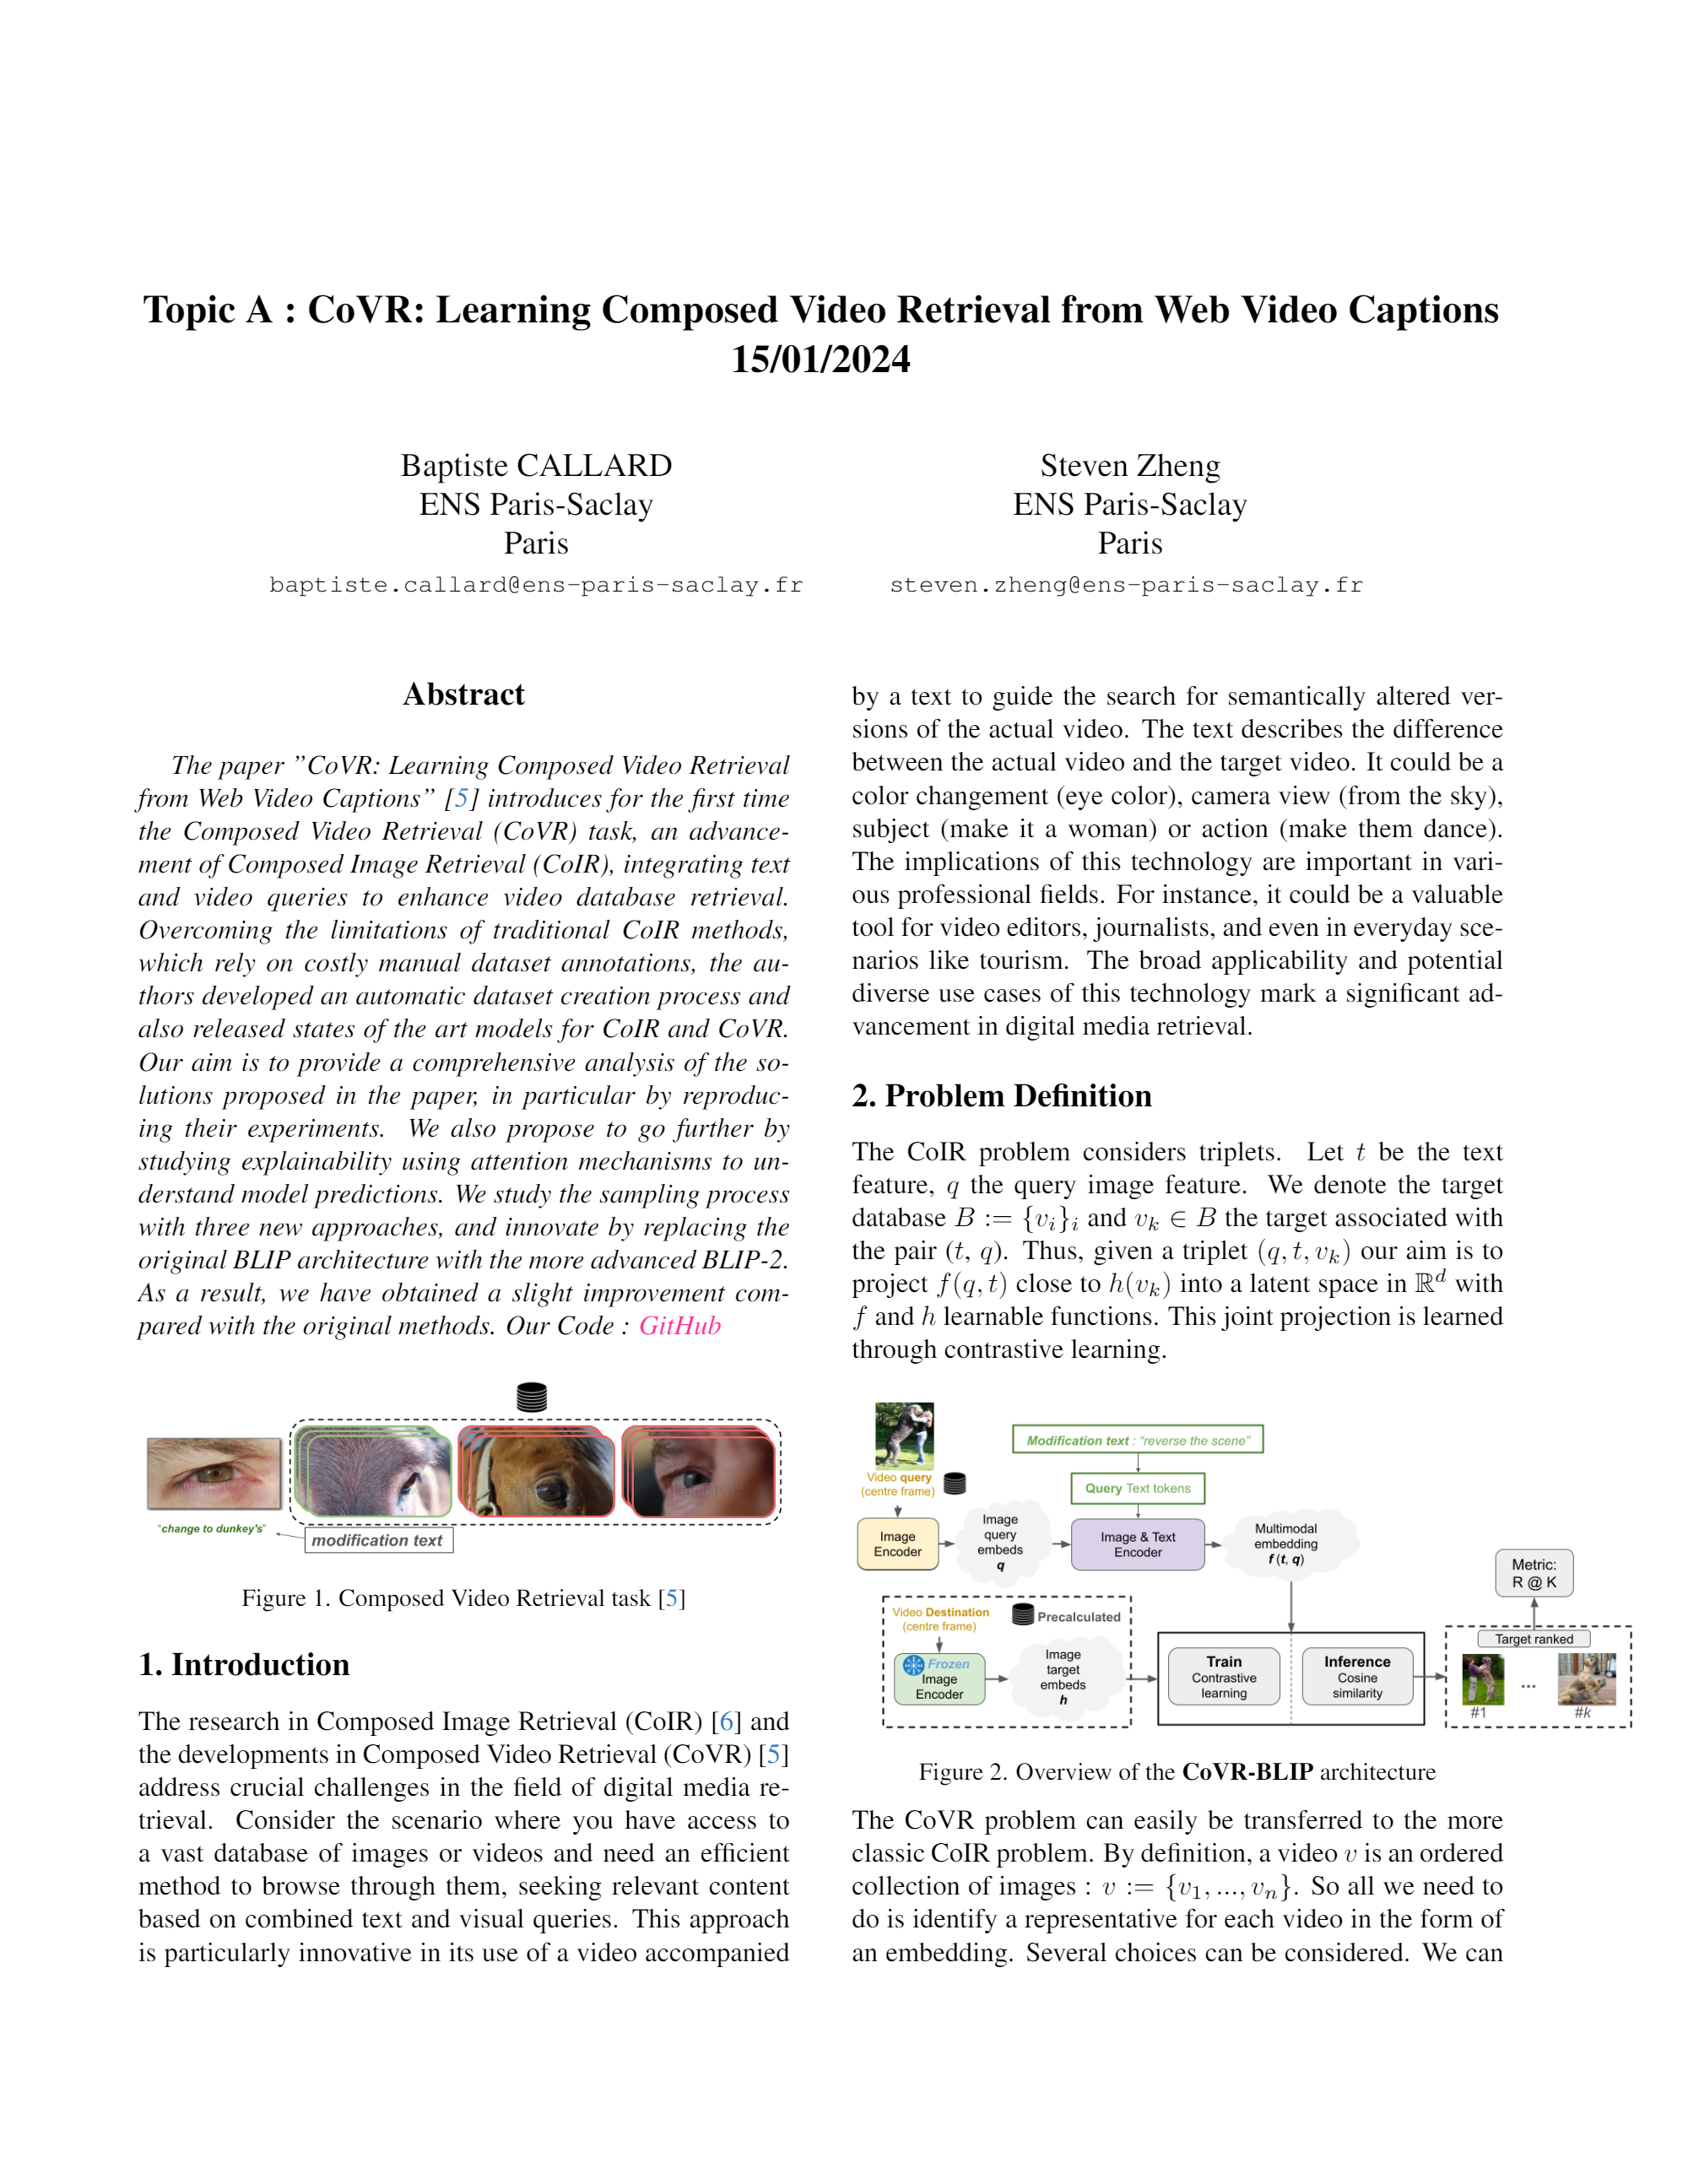 Topic A : CoVR: Learning Composed Video Retrieval from Web Video Captions
15/01/2024
Baptiste CALLARD
ENS Paris-Saclay
Paris
baptiste.callard@ens-paris-saclay.fr
Steven Zheng
ENS Paris-Saclay
Paris
steven.zheng@ens-paris-saclay.fr
Abstract
The paper ”CoVR: Learning Composed Video Retrieval
from Web Video Captions” [5] introduces for the first time
the Composed Video Retrieval (CoVR) task, an advance-
ment of Composed Image Retrieval (CoIR), integrating text
and video queries to enhance video database retrieval.
Overcoming the limitations of traditional CoIR methods,
which rely on costly manual dataset annotations, the au-
thors developed an automatic dataset creation process and
also released states of the art models for CoIR and CoVR.
Our aim is to provide a comprehensive analysis of the so-
lutions proposed in the paper, in particular by reproduc-
ing their experiments. We also propose to go further by
studying explainability using attention mechanisms to un-
derstand model predictions. We study the sampling process
with three new approaches, and innovate by replacing the
original BLIP architecture with the more advanced BLIP-2.
As a result, we have obtained a slight improvement com-
pared with the original methods. Our Code : GitHub
“change to dunkey's”
modification text
Figure 1. Composed Video Retrieval task [5]
1. Introduction
The research in Composed Image Retrieval (CoIR) [6] and
the developments in Composed Video Retrieval (CoVR) [5]
address crucial challenges in the field of digital media re-
trieval. Consider the scenario where you have access to
a vast database of images or videos and need an efficient
method to browse through them, seeking relevant content
based on combined text and visual queries. This approach
is particularly innovative in its use of a video accompanied
by a text to guide the search for semantically altered ver-
sions of the actual video. The text describes the difference
between the actual video and the target video. It could be a
color changement (eye color), camera view (from the sky),
subject (make it a woman) or action (make them dance).
The implications of this technology are important in vari-
ous professional fields. For instance, it could be a valuable
tool for video editors, journalists, and even in everyday sce-
narios like tourism. The broad applicability and potential
diverse use cases of this technology mark a significant ad-
vancement in digital media retrieval.
2. Problem Definition
The CoIR problem considers triplets. Let t be the text
feature, q the query image feature. We denote the target
database B := {v_i}_i and v_k ∈ B the target associated with
the pair (t, q). Thus, given a triplet (q, t, v_k) our aim is to
project f(q, t) close to h(v_k) into a latent space in ℝ^d with
f and h learnable functions. This joint projection is learned
through contrastive learning.
Modification text : “reverse the scene”
Video query
(centre frame)
Query Text tokens
Image
Encoder
Image
query
embeds
q
Image & Text
Encoder
Multimodal
embedding
f (t, q)
Metric:
R @ K
Video Destination
(centre frame)
Precalculated
Frozen
Image
Encoder
Image
target
embeds
h
Train
Contrastive
learning
Inference
Cosine
similarity
Target ranked
...
#1
#k
Figure 2. Overview of the CoVR-BLIP architecture
The CoVR problem can easily be transferred to the more
classic CoIR problem. By definition, a video v is an ordered
collection of images : v := {v_1, ..., v_n}. So all we need to
do is identify a representative for each video in the form of
an embedding. Several choices can be considered. We can